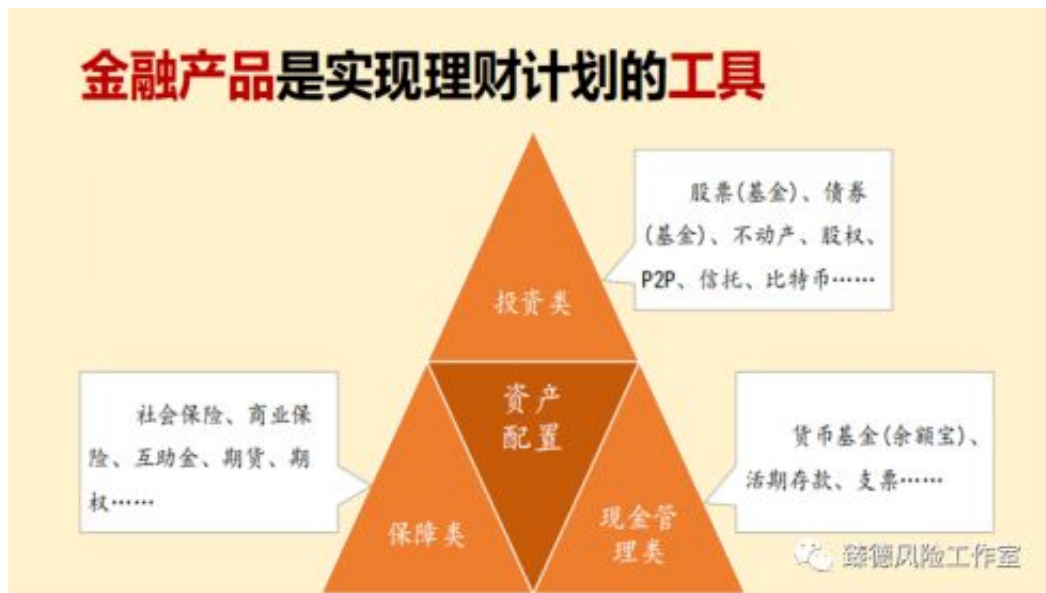 金融产品是实现理财计划的工具
股票(基金)、债券
(基金)、不动产、股权、
P2P、信托、比特币……
投资类
资产
配置
社会保险、商业保
险、互助金、期货、期
权……
货币基金(余额宝)、
活期存款、支票……
保障类
现金管
理类
臻德风险工作室